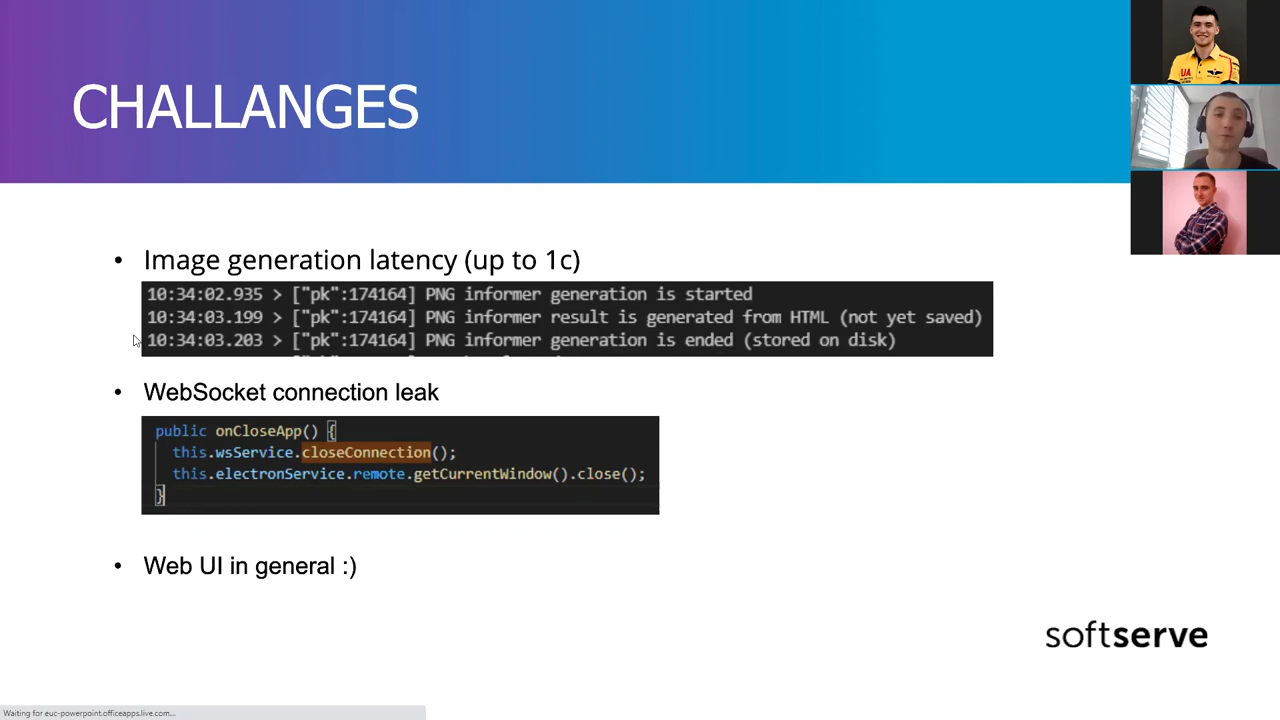 CHALLANGES
UA
• Image generation latency (up to 1c)
10:34:02.935 > ["pk":174164] PNG informer generation is started
10:34:03.199 > ["pk":174164] PNG informer result is generated from HTML (not yet saved)
10:34:03.203 > ["pk":174164] PNG informer generation is ended (stored on disk)
• WebSocket connection leak
public onCloseApp() {
this.wsService.closeConnection();
this.electronService.remote.getCurrentWindow().close();
}
• Web UI in general :)
softserve
Waiting for euc-powerpoint.officeapps.live.com...